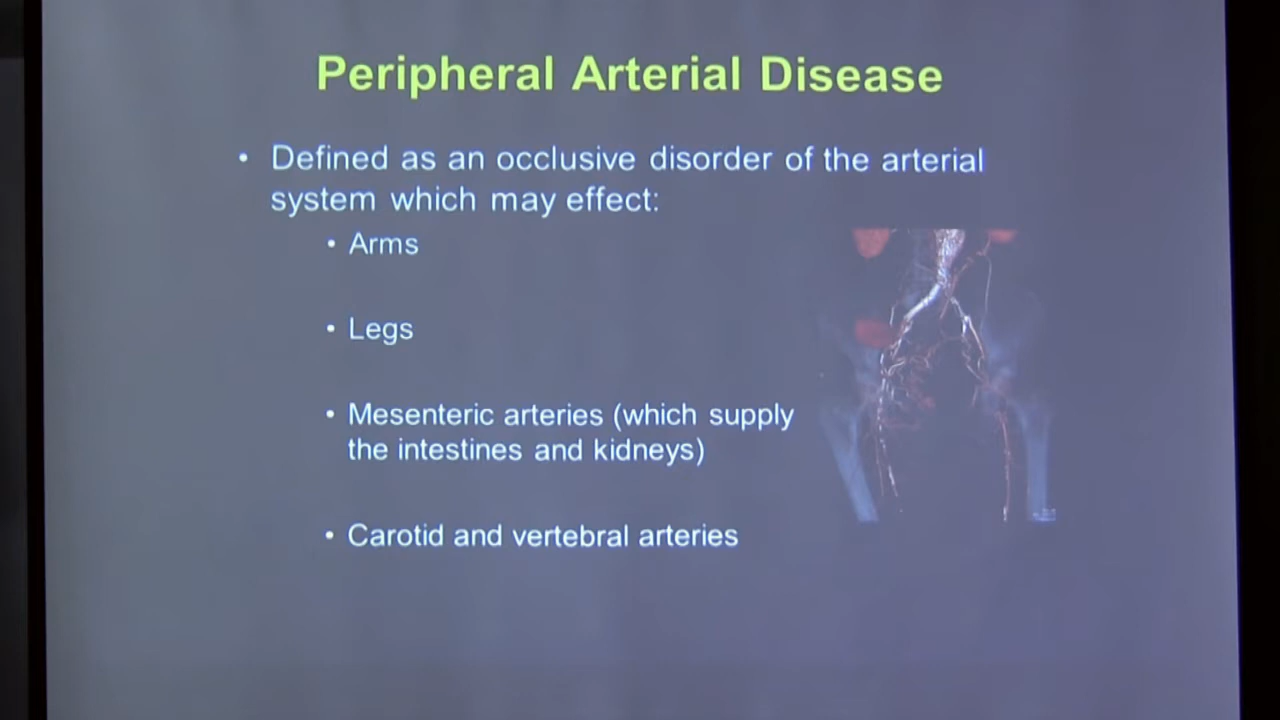 Peripheral Arterial Disease
• Defined as an occlusive disorder of the arterial
system which may effect:
• Arms
• Legs
• Mesenteric arteries (which supply
the intestines and kidneys)
• Carotid and vertebral arteries